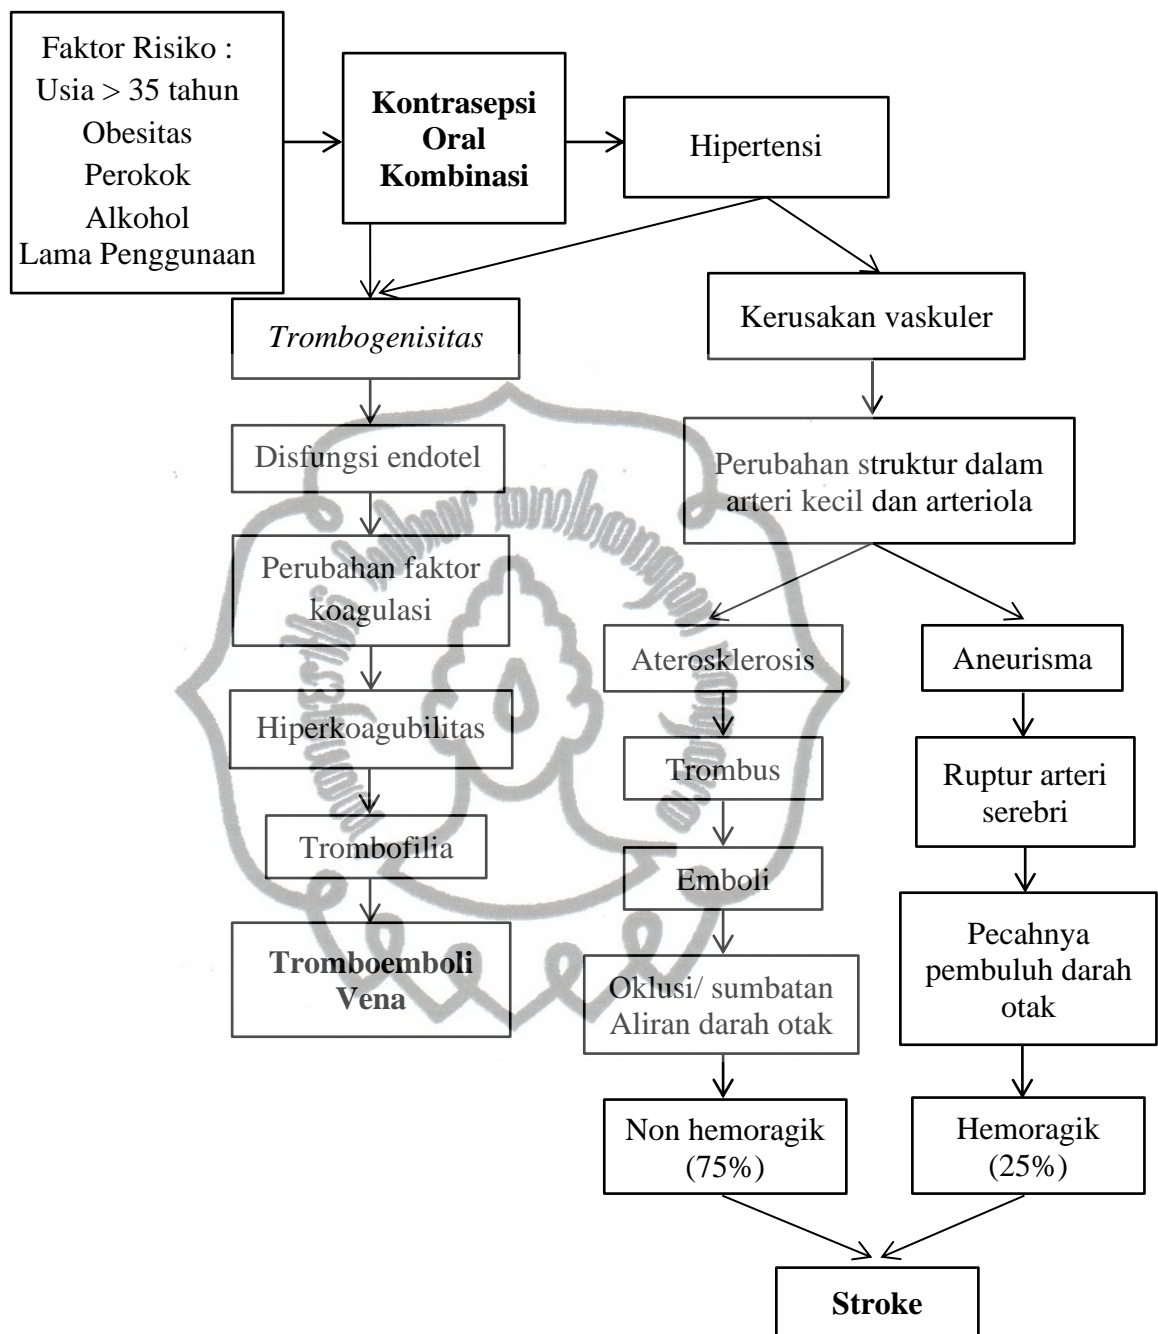 Faktor Risiko :
Usia > 35 tahun
Obesitas
Perokok
Alkohol
Lama Penggunaan
Kontrasepsi
Oral
Kombinasi
Hipertensi
Trombogenisitas
Kerusakan vaskuler
Disfungsi endotel
Perubahan struktur dalam
arteri kecil dan arteriola
Perubahan faktor
koagulasi
Aterosklerosis
Aneurisma
Hiperkoagubilitas
Trombus
Ruptur arteri
serebri
Trombofilia
Emboli
Tromboemboli
Vena
Pecahnya
pembuluh darah
otak
Oklusi/ sumbatan
Aliran darah otak
Non hemoragik
(75%)
Hemoragik
(25%)
Stroke